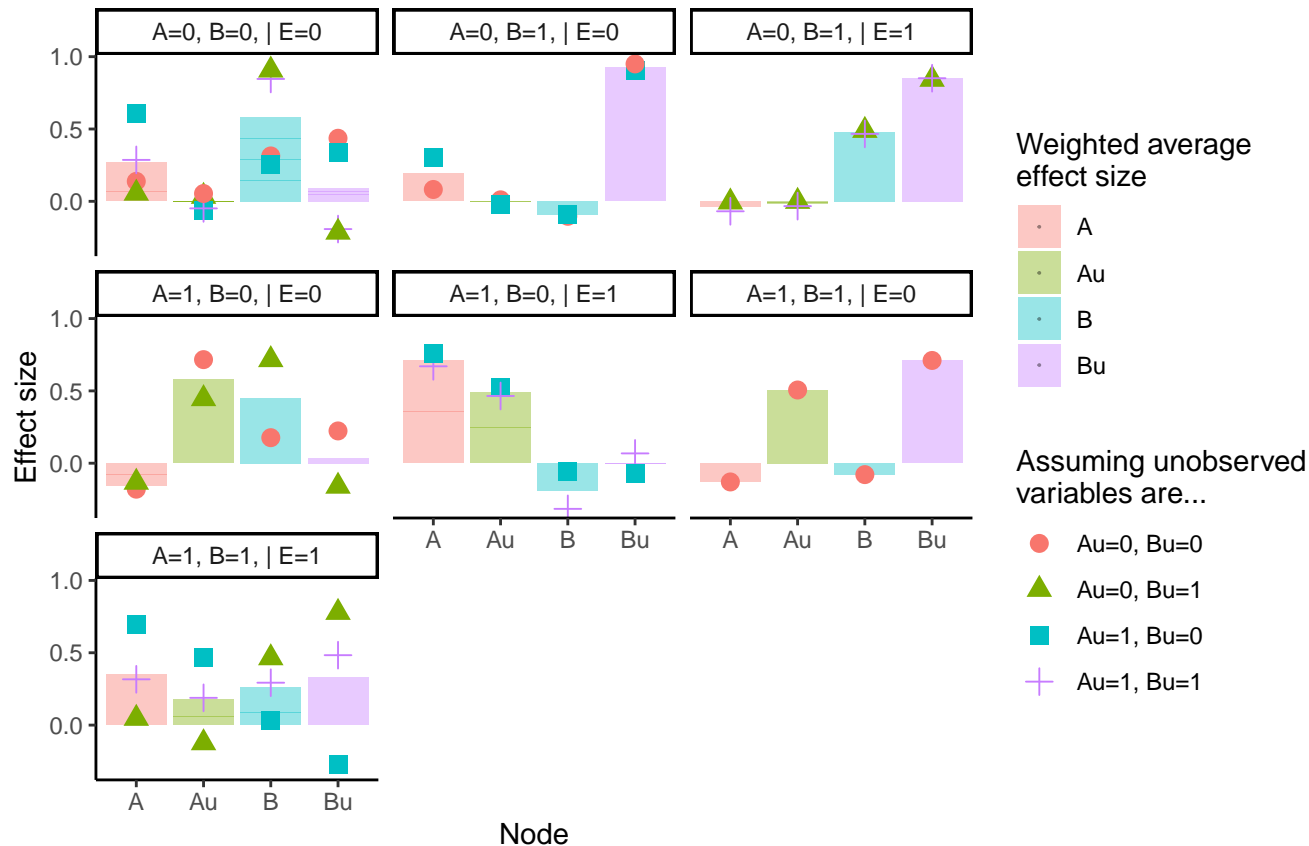 A=0, B=0, | E=0
A=0, B=1, | E=0
A=0, B=1, | E=1
1.0
0.5
0.0
A=1, B=0, | E=0
A=1, B=0, | E=1
A=1, B=1, | E=0
1.0
0.5
0.0
A Au B Bu
A Au B Bu
A=1, B=1, | E=1
1.0
0.5
0.0
A Au B Bu
Node
Effect size
Weighted average
effect size
A
Au
B
Bu
Assuming unobserved
variables are...
Au=0, Bu=0
Au=0, Bu=1
Au=1, Bu=0
Au=1, Bu=1